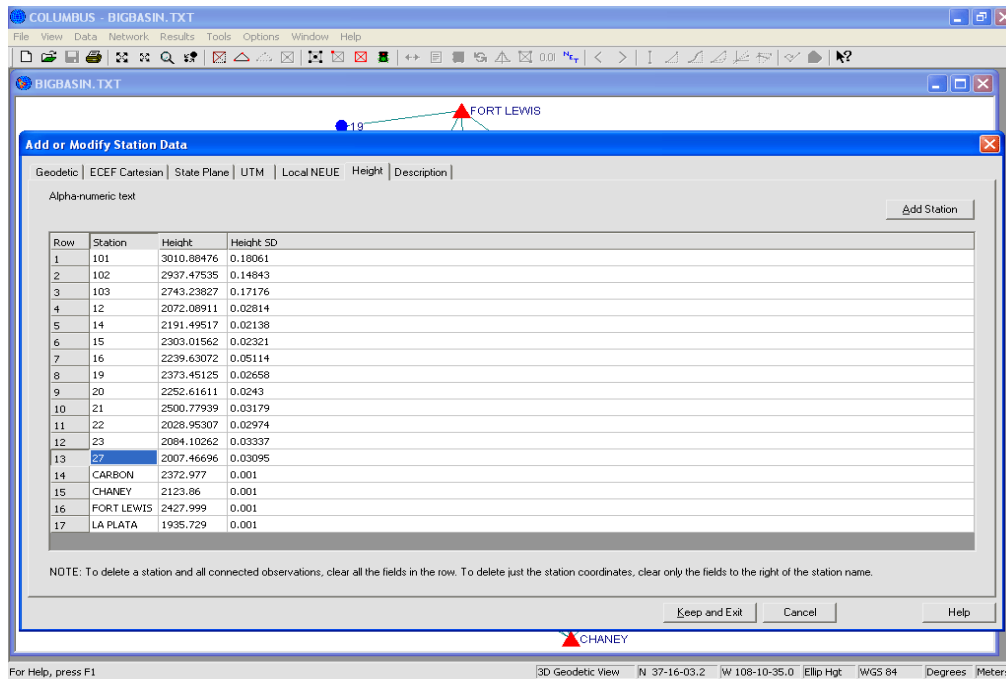 COLUMBUS - BIGBASIN.TXT
File View Data Network Results Tools Options Window Help
BIGBASIN.TXT
FORT LEWIS
19
Add or Modify Station Data
Geodetic ECEF Cartesian State Plane UTM Local NEUE Height Description
Alpha-numeric text
Add Station
Row Station Height Height SD
1 101 3010.88476 0.18061
2 102 2937.47535 0.14843
3 103 2743.23827 0.17176
4 12 2072.08911 0.02814
5 14 2191.49517 0.02138
6 15 2303.01562 0.02321
7 16 2239.63072 0.05114
8 19 2373.45125 0.02658
9 20 2252.61611 0.0243
10 21 2500.77939 0.03179
11 22 2028.95307 0.02974
12 23 2084.10262 0.03337
13 27 2007.46696 0.03095
14 CARBON 2372.977 0.001
15 CHANEY 2123.86 0.001
16 FORT LEWIS 2427.999 0.001
17 LA PLATA 1935.729 0.001
NOTE: To delete a station and all connected observations, clear all the fields in the row. To delete just the station coordinates, clear only the fields to the right of the station name.
Keep and Exit Cancel Help
CHANEY
For Help, press F1 3D Geodetic View N 37-16-03.2 W 108-10-35.0 Ellip Hgt WGS 84 Degrees Meter